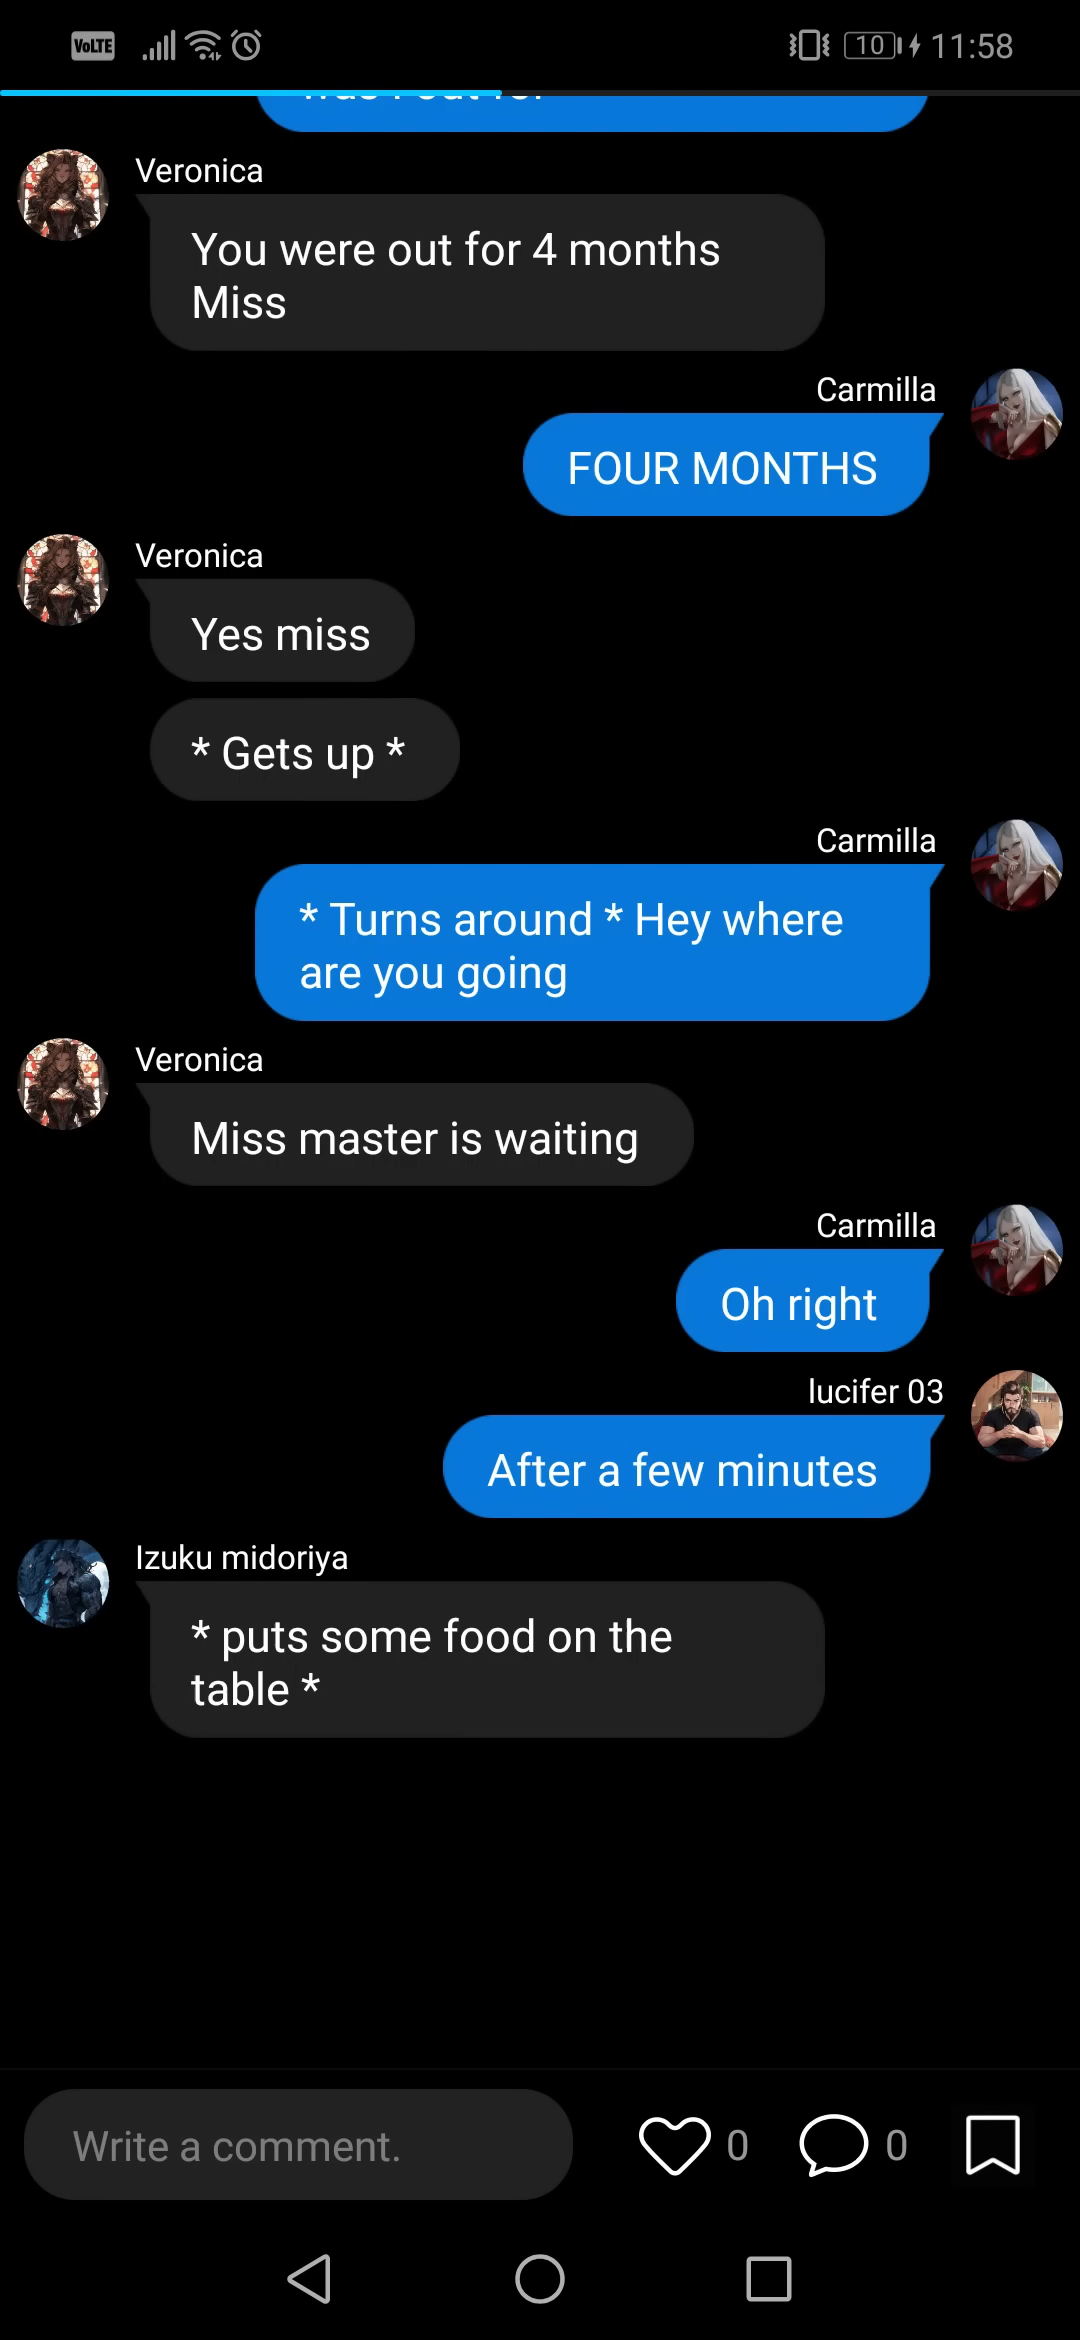 VoLTE
10
11:58
Veronica
You were out for 4 months
Miss
Carmilla
FOUR MONTHS
Veronica
Yes miss
* Gets up *
Carmilla
* Turns around * Hey where
are you going
Veronica
Miss master is waiting
Carmilla
Oh right
lucifer 03
After a few minutes
Izuku midoriya
* puts some food on the
table *
Write a comment.
0
0